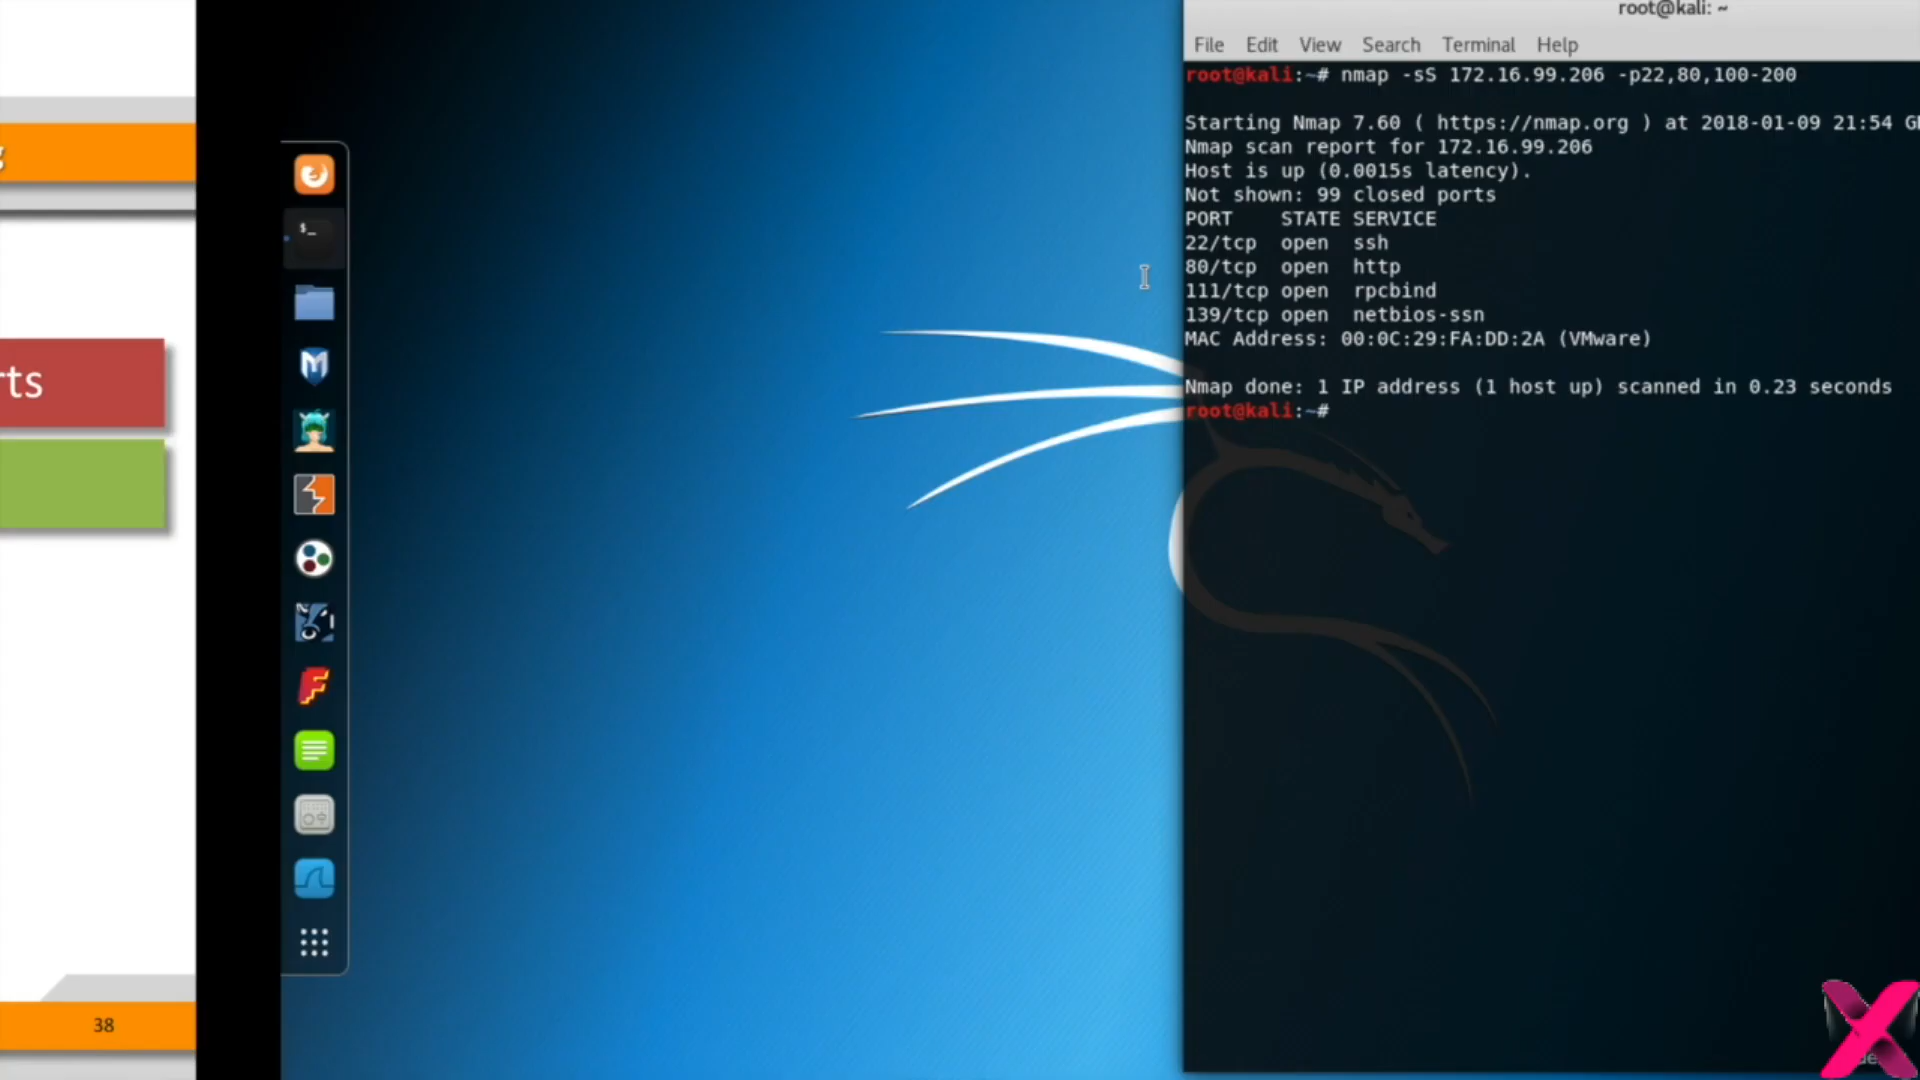 rts
38
root@kali: ~
File Edit View Search Terminal Help
root@kali:~# nmap -sS 172.16.99.206 -p22,80,100-200
Starting Nmap 7.60 ( https://nmap.org ) at 2018-01-09 21:54 G
Nmap scan report for 172.16.99.206
Host is up (0.0015s latency).
Not shown: 99 closed ports
PORT    STATE SERVICE
22/tcp  open  ssh
80/tcp  open  http
111/tcp open  rpcbind
139/tcp open  netbios-ssn
MAC Address: 00:0C:29:FA:DD:2A (VMware)
Nmap done: 1 IP address (1 host up) scanned in 0.23 seconds
root@kali:~#